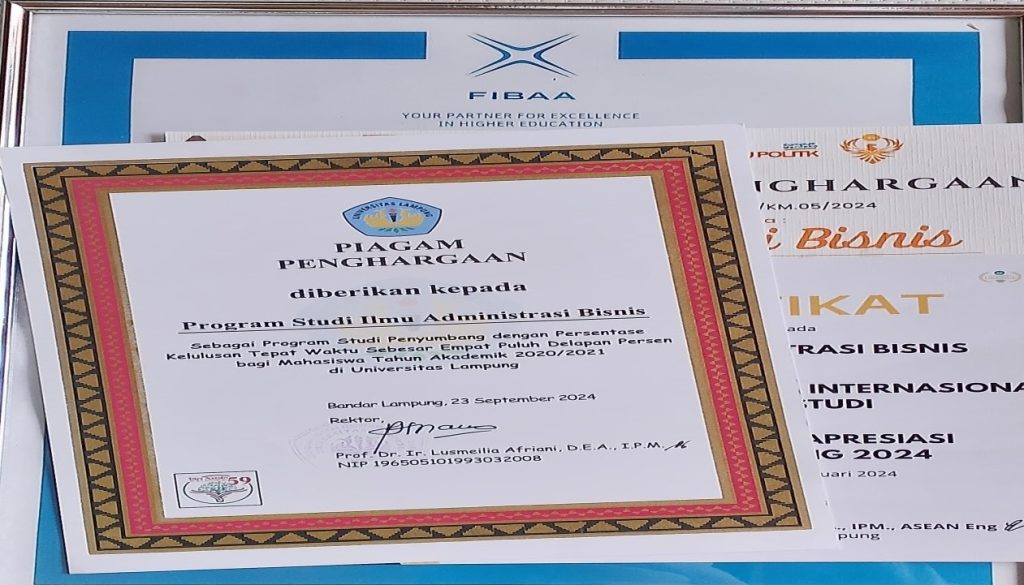 FIBAA
YOUR PARTNER FOR EXCELLENCE
IN HIGHER EDUCATION
UNIVERSITAS LAMPUNG
PIAGAM
PENGHARGAAN
diberikan kepada
Program Studi Ilmu Administrasi Bisnis
Sebagai Program Studi Penyumbang dengan Persentase
Kelulusan Tepat Waktu Sebesar Empat Puluh Delapan Persen
bagi Mahasiswa Tahun Akademik 2020/2021
di Universitas Lampung
Bandar Lampung, 23 September 2024
Rektor,
Prof. Dr. Ir. Lusmeilia Afriani, D.E.A., I.P.M.
NIP 196505101993032008
59
POLITK
NGHARGAAN
/KM.05/2024
a :
i Bisnis
IKAT
ada
TRASI BISNIS
INTERNASIONA
STUDI
APRESIASI
NG 2024
uari 2024
., IPM., ASEAN Eng
pung